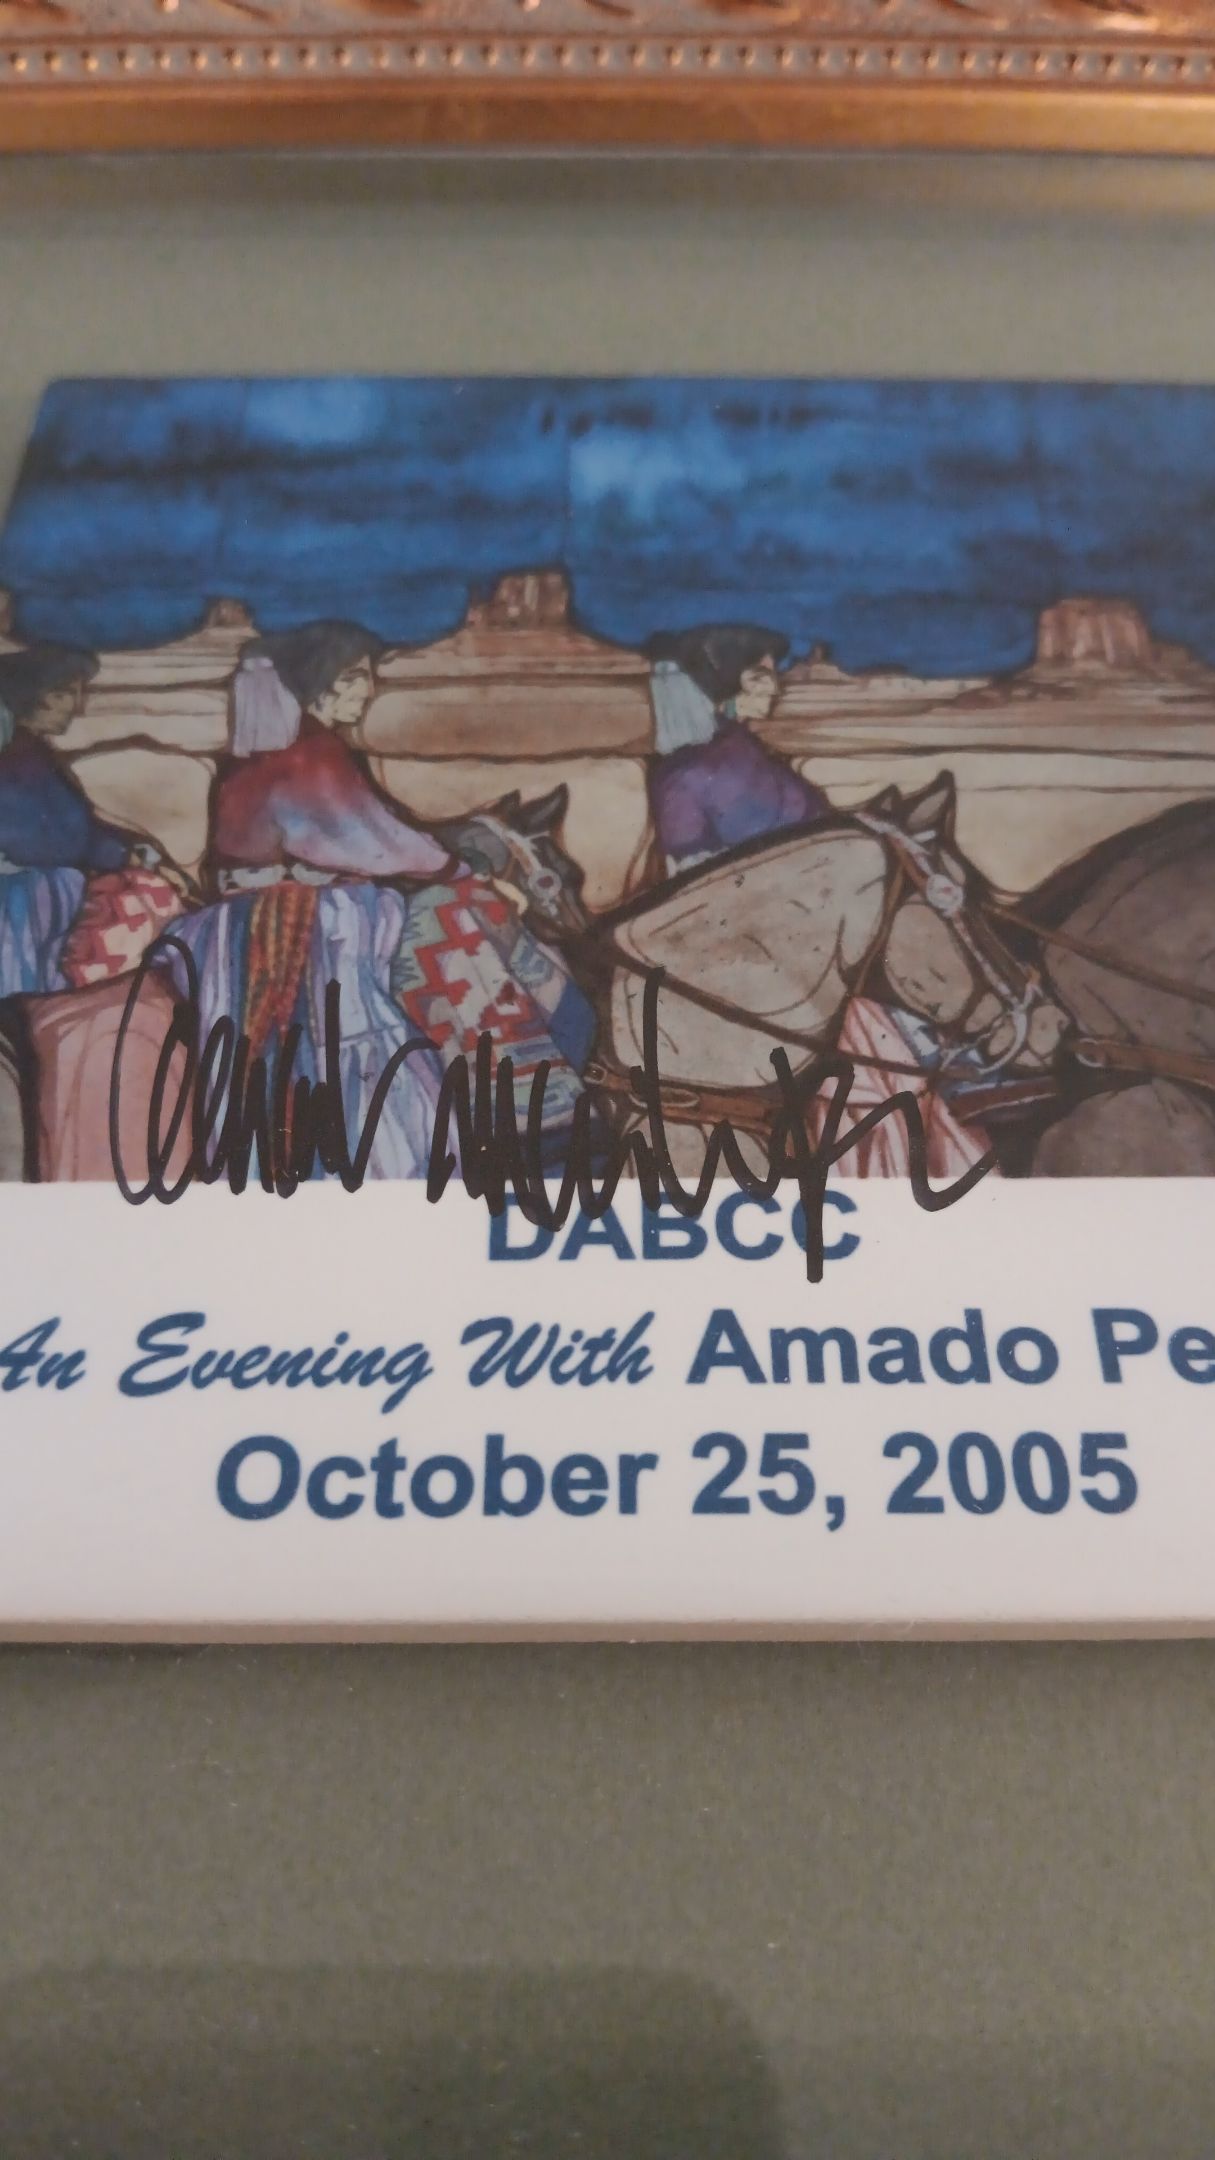 DABCC
An Evening With Amado Pe
October 25, 2005